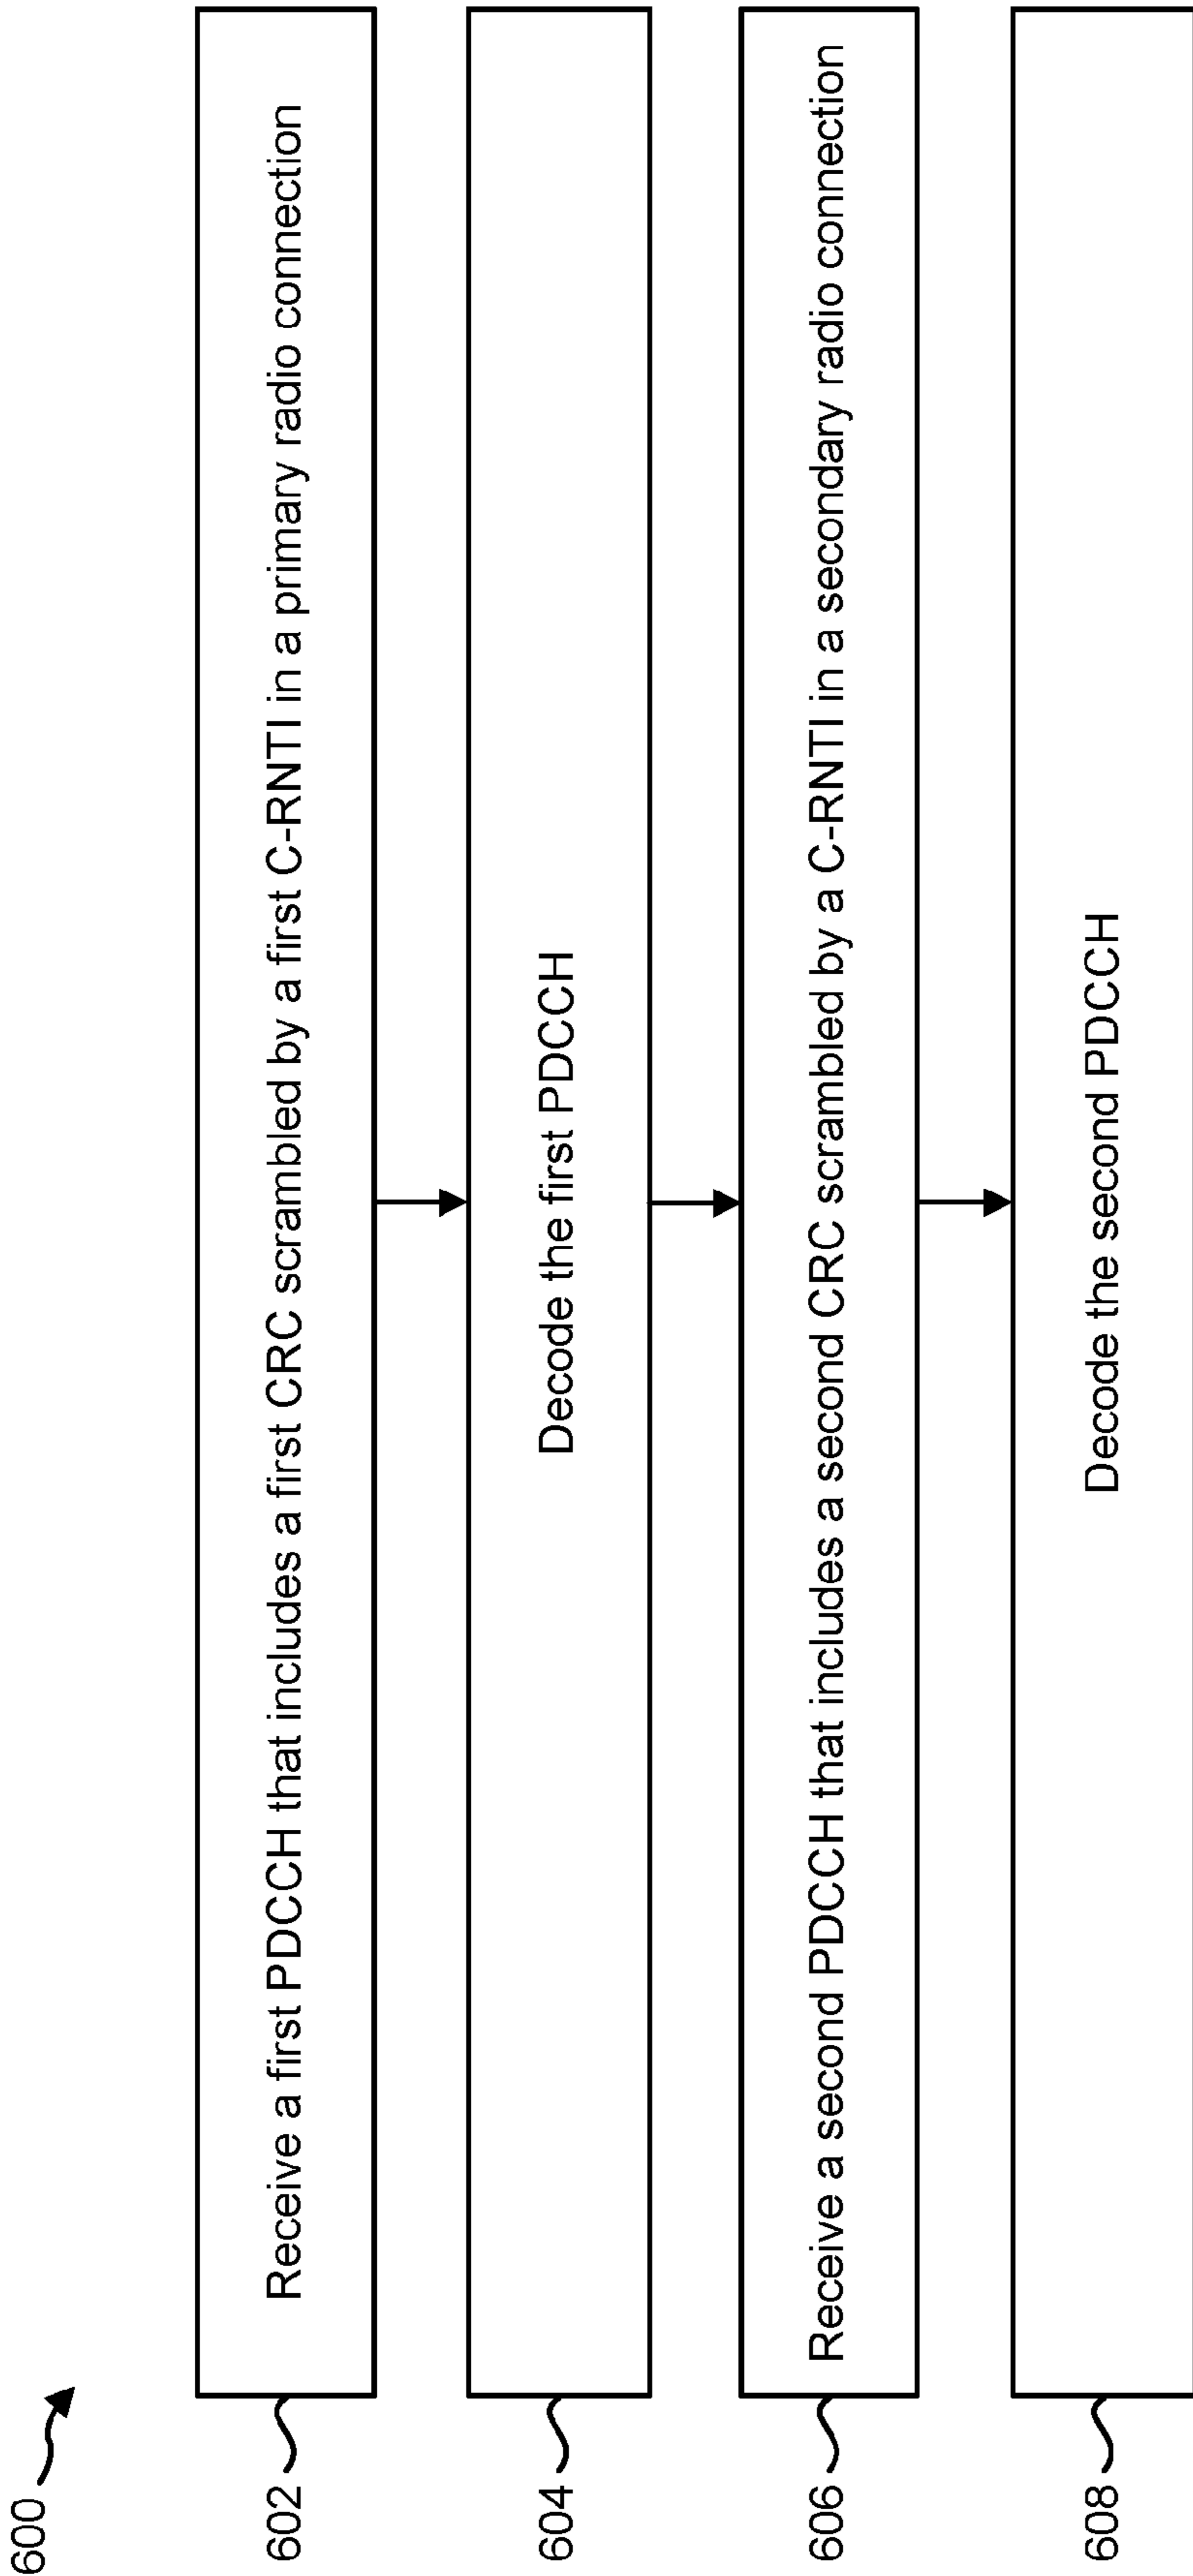 600
602
Receive a first PDCCH that includes a first CRC scrambled by a first C-RNTI in a primary radio connection
604
Decode the first PDCCH
606
Receive a second PDCCH that includes a second CRC scrambled by a C-RNTI in a secondary radio connection
608
Decode the second PDCCH